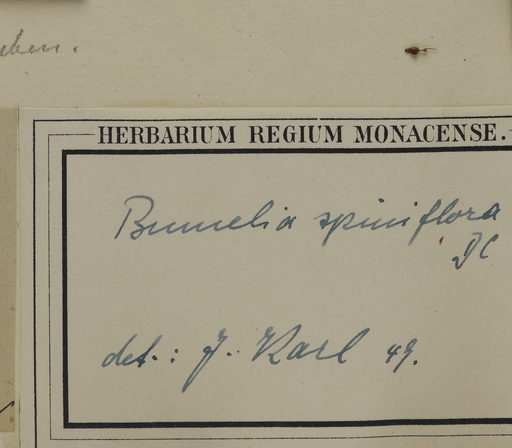 HERBARIUM REGIUM MONACENSE.
Bumelia spiniflora
DC
det.: J. Karl 49.